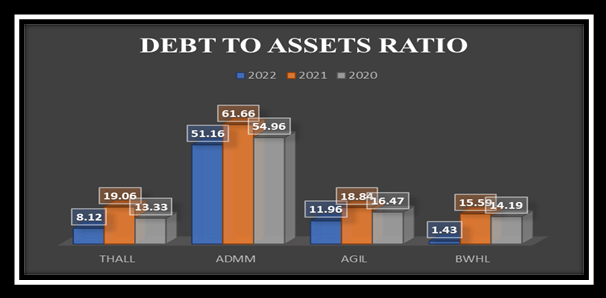 DEBT TO ASSETS RATIO
2022 2021 2020
8.12 19.06 13.33
51.16 61.66 54.96
11.96 18.84 16.47
1.43 15.59 14.19
THALL ADMM AGIL BWHL